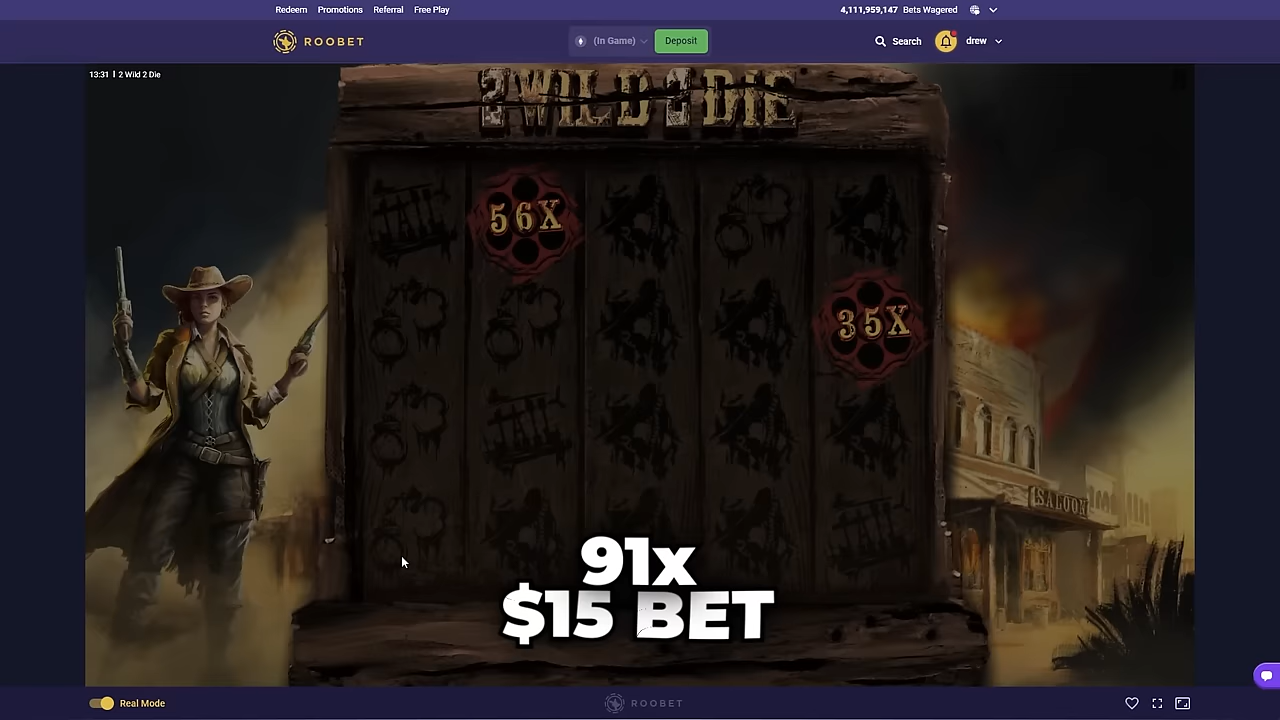 Redeem Promotions Referral Free Play
4,111,959,147 Bets Wagered
ROOBET
(In Game)
Deposit
Search
drew
13:31 | 2 Wild 2 Die
2 WILD 2 DIE
JAIL
56X
35X
SALOON
91x
$15 BET
Real Mode
ROOBET